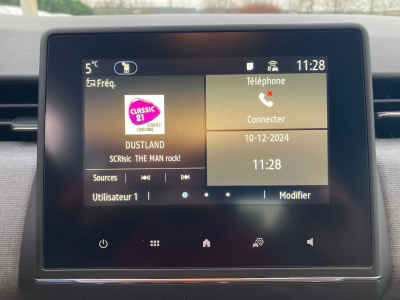 5°C
11:28
Fréq.
Téléphone
CLASSIC
21
Connecter
DUSTLAND
SCRIsic THE MAN rock!
10-12-2024
11:28
Sources
Utilisateur 1
Modifier